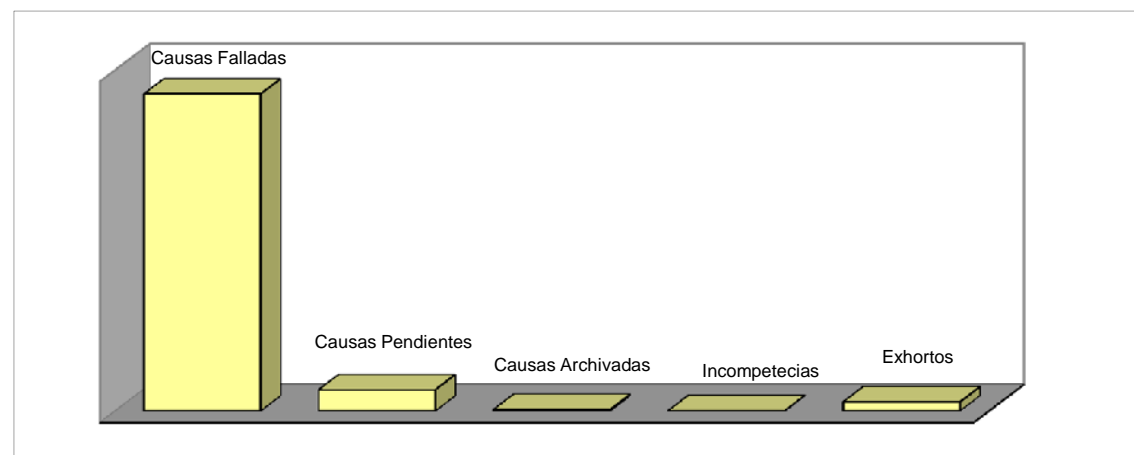 Causas Falladas
Causas Pendientes
Causas Archivadas
Incompetecias
Exhortos